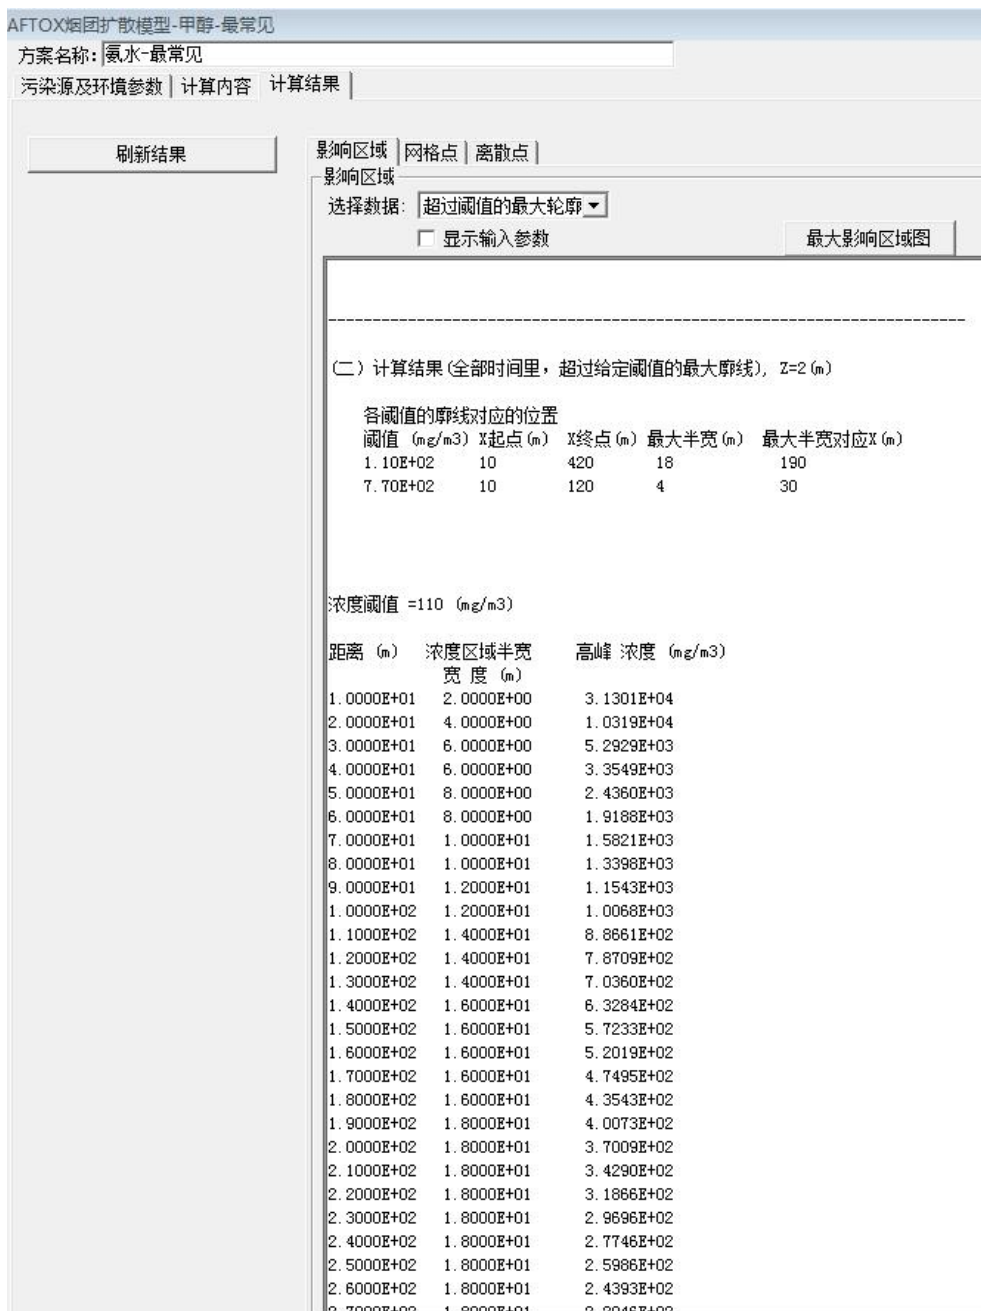 AFTOX烟团扩散模型-甲醇-最常见
方案名称: 氨水-最常见
污染源及环境参数 计算内容 计算结果
刷新结果
影响区域 网格点 离散点
影响区域
选择数据: 超过阈值的最大轮廓
显示输入参数 最大影响区域图
----------------------------------------------------------------------
(二) 计算结果(全部时间里，超过给定阈值的最大廓线), Z=2(m)
各阈值的廓线对应的位置
阈值 (mg/m3) X起点(m) X终点(m) 最大半宽(m) 最大半宽对应X(m)
1.10E+02 10 420 18 190
7.70E+02 10 120 4 30
浓度阈值 =110 (mg/m3)
距离 (m) 浓度区域半宽 高峰 浓度 (mg/m3)
宽 度 (m)
1.0000E+01 2.0000E+00 3.1301E+04
2.0000E+01 4.0000E+00 1.0319E+04
3.0000E+01 6.0000E+00 5.2929E+03
4.0000E+01 6.0000E+00 3.3549E+03
5.0000E+01 8.0000E+00 2.4360E+03
6.0000E+01 8.0000E+00 1.9188E+03
7.0000E+01 1.0000E+01 1.5821E+03
8.0000E+01 1.0000E+01 1.3398E+03
9.0000E+01 1.2000E+01 1.1543E+03
1.0000E+02 1.2000E+01 1.0068E+03
1.1000E+02 1.4000E+01 8.8661E+02
1.2000E+02 1.4000E+01 7.8709E+02
1.3000E+02 1.4000E+01 7.0360E+02
1.4000E+02 1.6000E+01 6.3284E+02
1.5000E+02 1.6000E+01 5.7233E+02
1.6000E+02 1.6000E+01 5.2019E+02
1.7000E+02 1.6000E+01 4.7495E+02
1.8000E+02 1.6000E+01 4.3543E+02
1.9000E+02 1.8000E+01 4.0073E+02
2.0000E+02 1.8000E+01 3.7009E+02
2.1000E+02 1.8000E+01 3.4290E+02
2.2000E+02 1.8000E+01 3.1866E+02
2.3000E+02 1.8000E+01 2.9696E+02
2.4000E+02 1.8000E+01 2.7746E+02
2.5000E+02 1.8000E+01 2.5986E+02
2.6000E+02 1.8000E+01 2.4393E+02